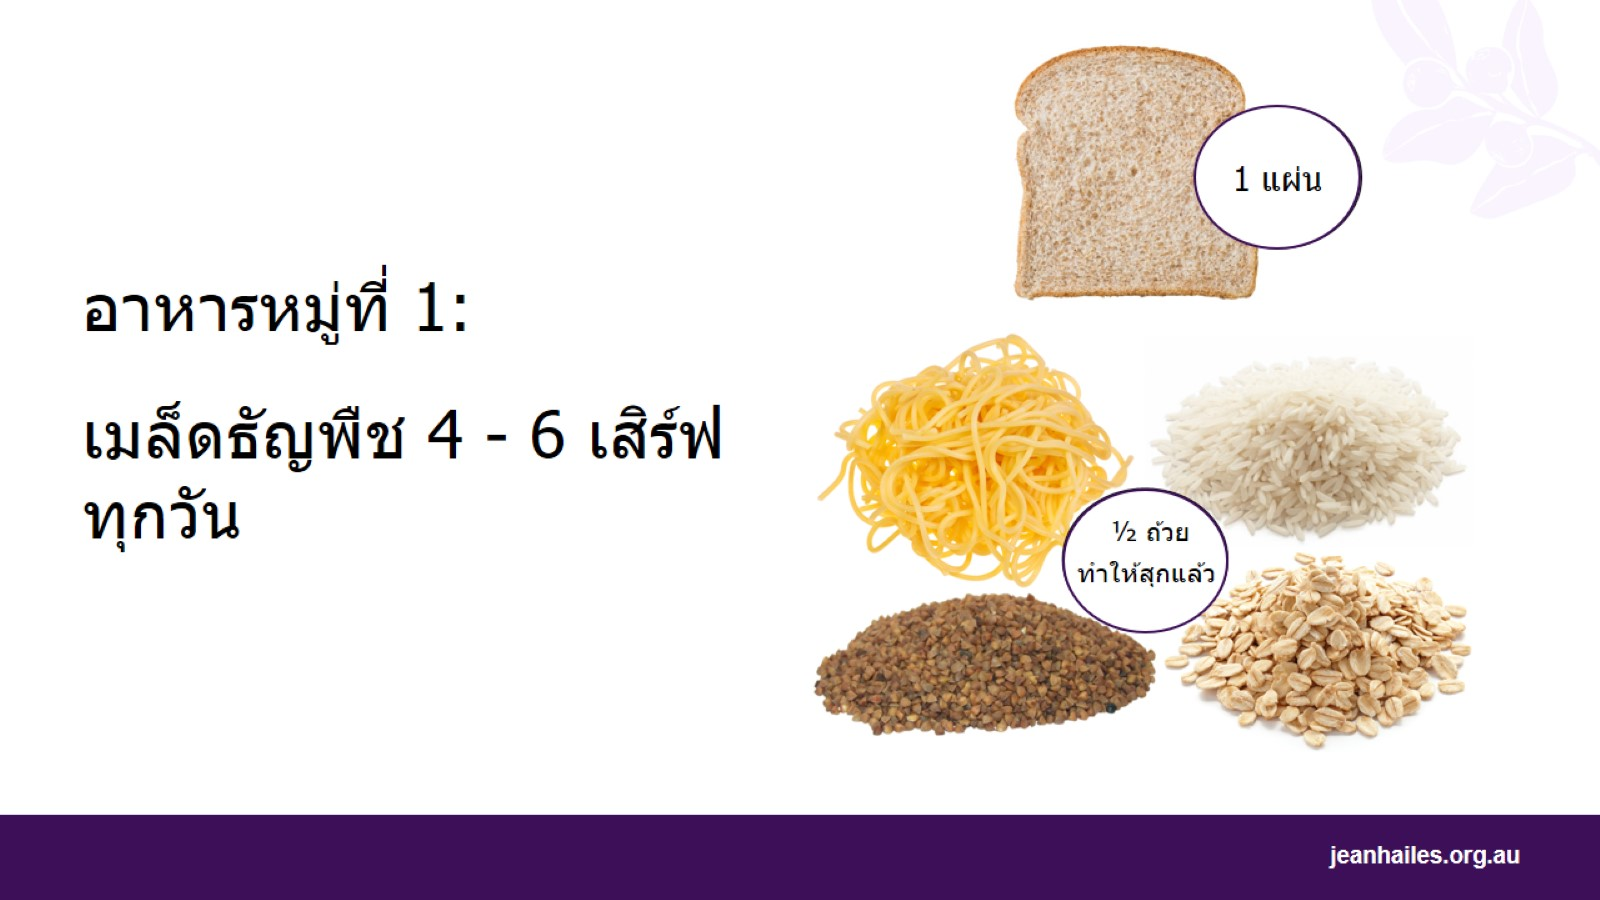 อาหารหมู่ที่ 1:
เมล็ดธัญพืช 4 - 6 เสิร์ฟ
ทุกวัน
1 แผ่น
½ ถ้วย
ทำให้สุกแล้ว
jeanhailes.org.au